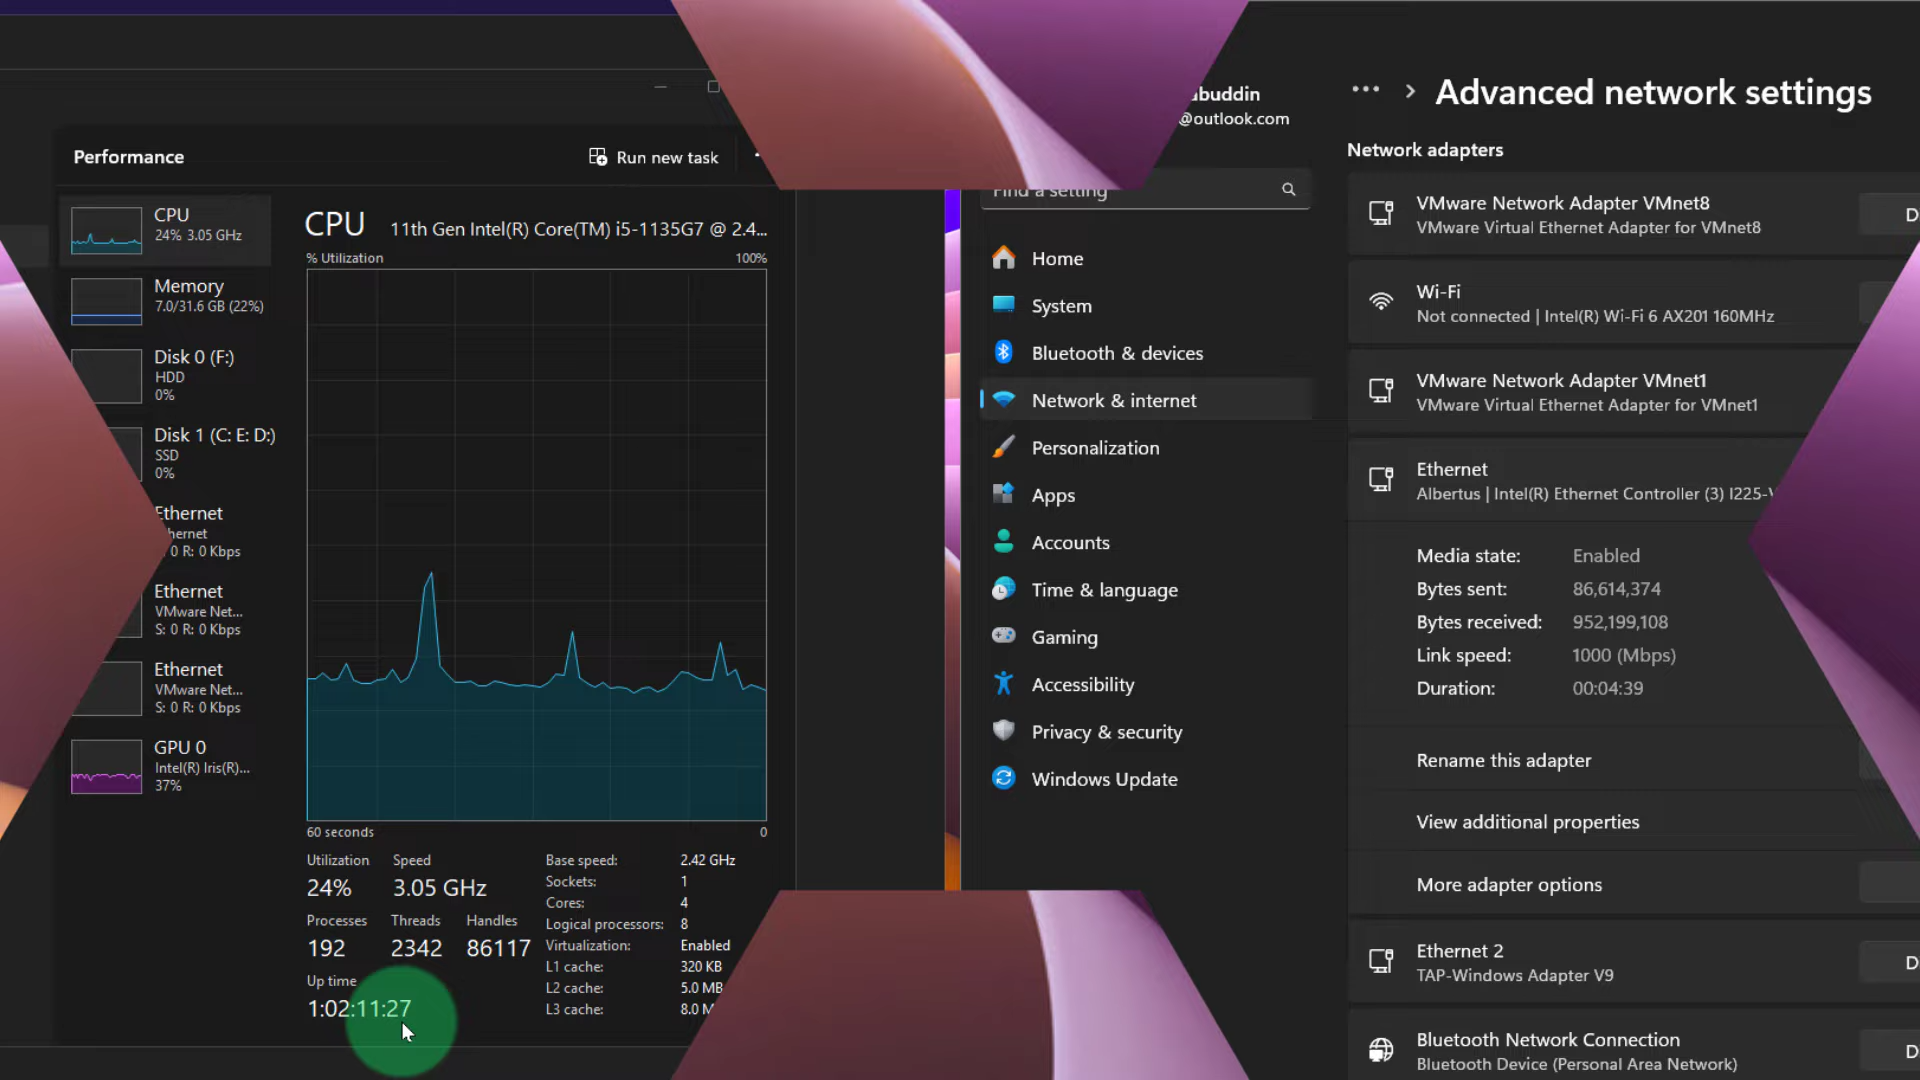 Performance
Run new task
CPU
24% 3.05 GHz
Memory
7.0/31.6 GB (22%)
Disk 0 (F:)
HDD
0%
Disk 1 (C: E: D:)
SSD
0%
Ethernet
hernet
0 R: 0 Kbps
Ethernet
VMware Net...
S: 0 R: 0 Kbps
Ethernet
VMware Net...
S: 0 R: 0 Kbps
GPU 0
Intel(R) Iris(R)...
37%
CPU 11th Gen Intel(R) Core(TM) i5-1135G7 @ 2.4...
% Utilization 100%
60 seconds 0
Utilization Speed
24% 3.05 GHz
Processes Threads Handles
192 2342 86117
Up time
1:02:11:27
Base speed: 2.42 GHz
Sockets: 1
Cores: 4
Logical processors: 8
Virtualization: Enabled
L1 cache: 320 KB
L2 cache: 5.0 MB
L3 cache: 8.0 M
abuddin
@outlook.com
Find a setting
Home
System
Bluetooth & devices
Network & internet
Personalization
Apps
Accounts
Time & language
Gaming
Accessibility
Privacy & security
Windows Update
... > Advanced network settings
Network adapters
VMware Network Adapter VMnet8
VMware Virtual Ethernet Adapter for VMnet8
D
Wi-Fi
Not connected | Intel(R) Wi-Fi 6 AX201 160MHz
VMware Network Adapter VMnet1
VMware Virtual Ethernet Adapter for VMnet1
Ethernet
Albertus | Intel(R) Ethernet Controller (3) I225-V
Media state: Enabled
Bytes sent: 86,614,374
Bytes received: 952,199,108
Link speed: 1000 (Mbps)
Duration: 00:04:39
Rename this adapter
View additional properties
More adapter options
Ethernet 2
TAP-Windows Adapter V9
D
Bluetooth Network Connection
Bluetooth Device (Personal Area Network)
D